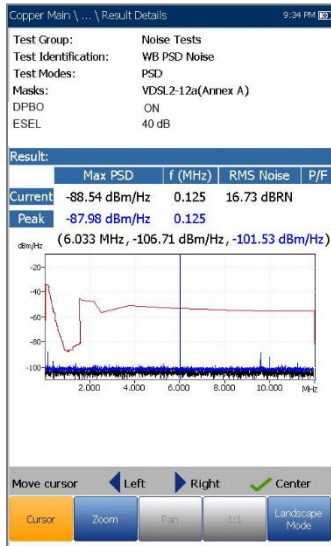 Copper Main \ ... \ Result Details 9:34 PM
Test Group: Noise Tests
Test Identification: WB PSD Noise
Test Modes: PSD
Masks: VDSL2-12a(Annex A)
DPBO ON
ESEL 40 dB
Result:
Max PSD f (MHz) RMS Noise P/F
Current -88.54 dBm/Hz 0.125 16.73 dBRN
Peak -87.98 dBm/Hz 0.125
(6.033 MHz, -106.71 dBm/Hz, -101.53 dBm/Hz)
dBm/Hz
-20-
-40-
-60-
-80-
-100-
2.000 4.000 6.000 8.000 10.000 MHz
Move cursor Left Right Center
Cursor Zoom Pan 1:1 Landscape Mode